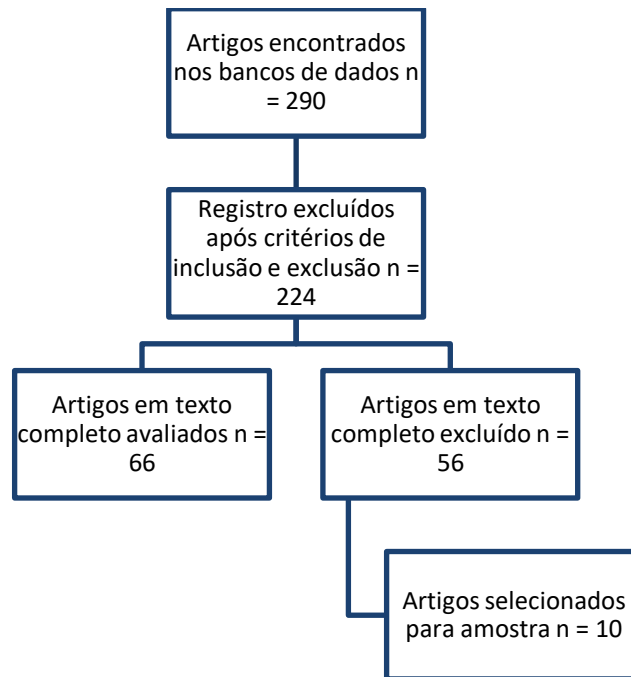 Artigos encontrados
nos bancos de dados n
= 290
Registro excluídos
após critérios de
inclusão e exclusão n =
224
Artigos em texto
completo avaliados n =
66
Artigos em texto
completo excluído n =
56
Artigos selecionados
para amostra n = 10